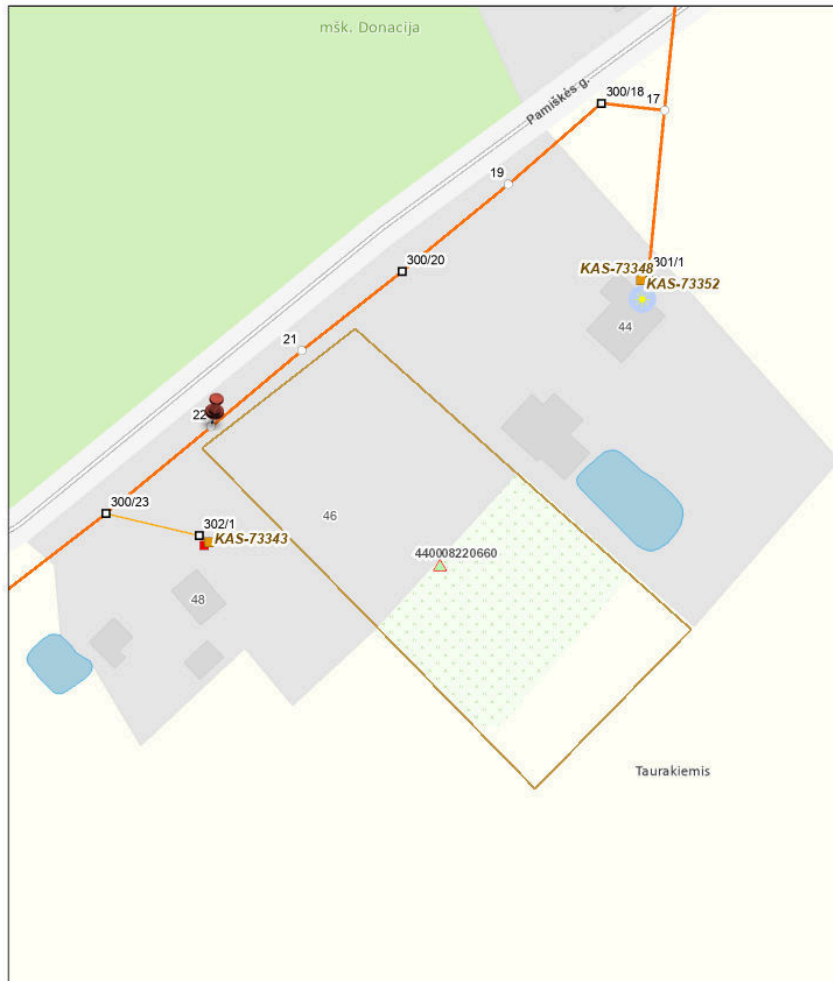 mšk. Donacija
Pamiškės g.
300/18
17
19
300/20
301/1
KAS-73348
KAS-73352
44
21
22
300/23
302/1
KAS-73343
46
440008220660
48
Taurakiemis